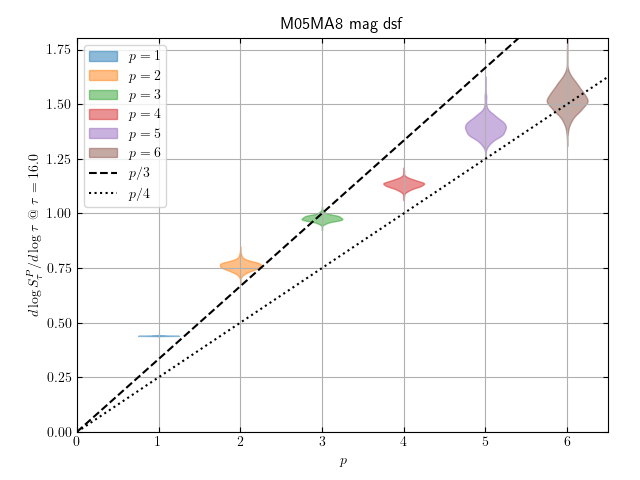 M05MA8 mag dsf
1.75
1.50
1.25
1.00
0.75
0.50
0.25
0.00
d log S_τ^P / d log τ @ τ = 16.0
p = 1
p = 2
p = 3
p = 4
p = 5
p = 6
p/3
p/4
0 1 2 3 4 5 6
p